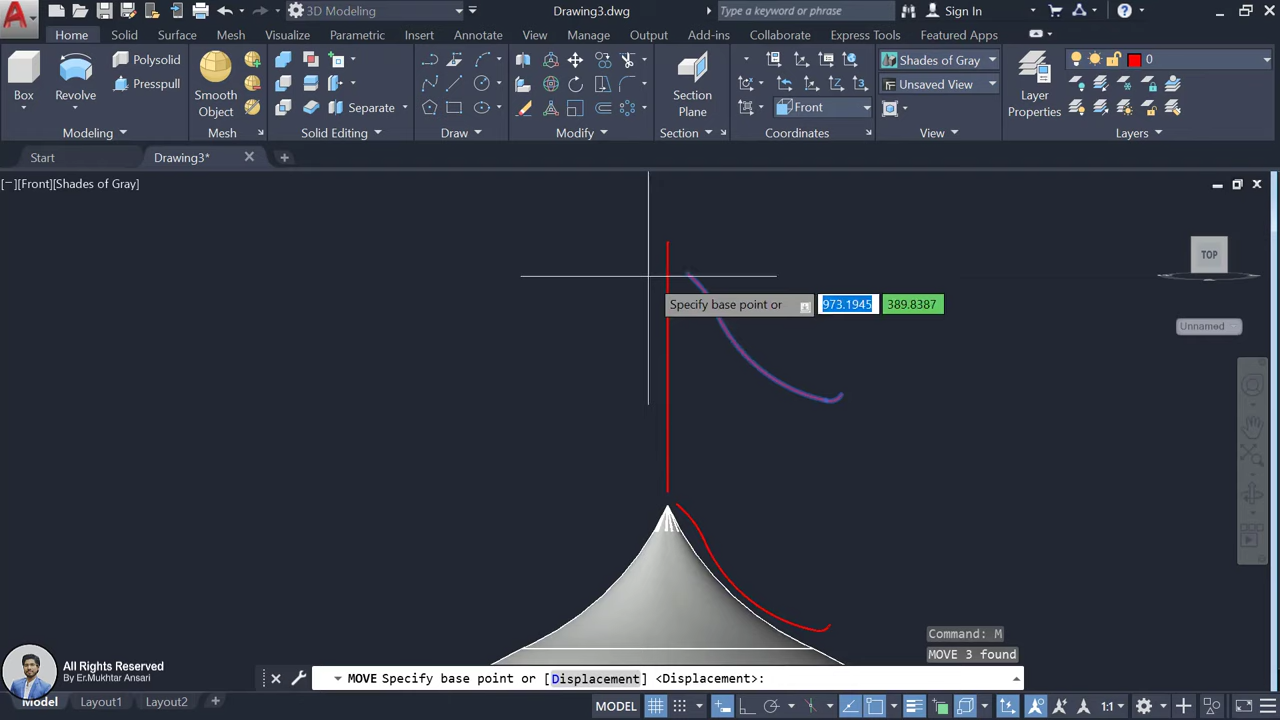 A 3D Modeling Drawing3.dwg Type a keyword or phrase Sign In
Home Solid Surface Mesh Visualize Parametric Insert Annotate View Manage Output Add-ins Collaborate Express Tools Featured Apps
Box Revolve Polysolid Presspull
Smooth Object
Separate
Section Plane
Front
Shades of Gray
Unsaved View
Layer Properties
0
Modeling Mesh Solid Editing Draw Modify Section Coordinates View Layers
Start Drawing3*
[−][Front][Shades of Gray]
TOP
Specify base point or 973.1945 389.8387
Unnamed
Command: M
MOVE 3 found
All Rights Reserved
By Er.Mukhtar Ansari
MOVE Specify base point or [Displacement] <Displacement>:
Model Layout1 Layout2 MODEL 1:1